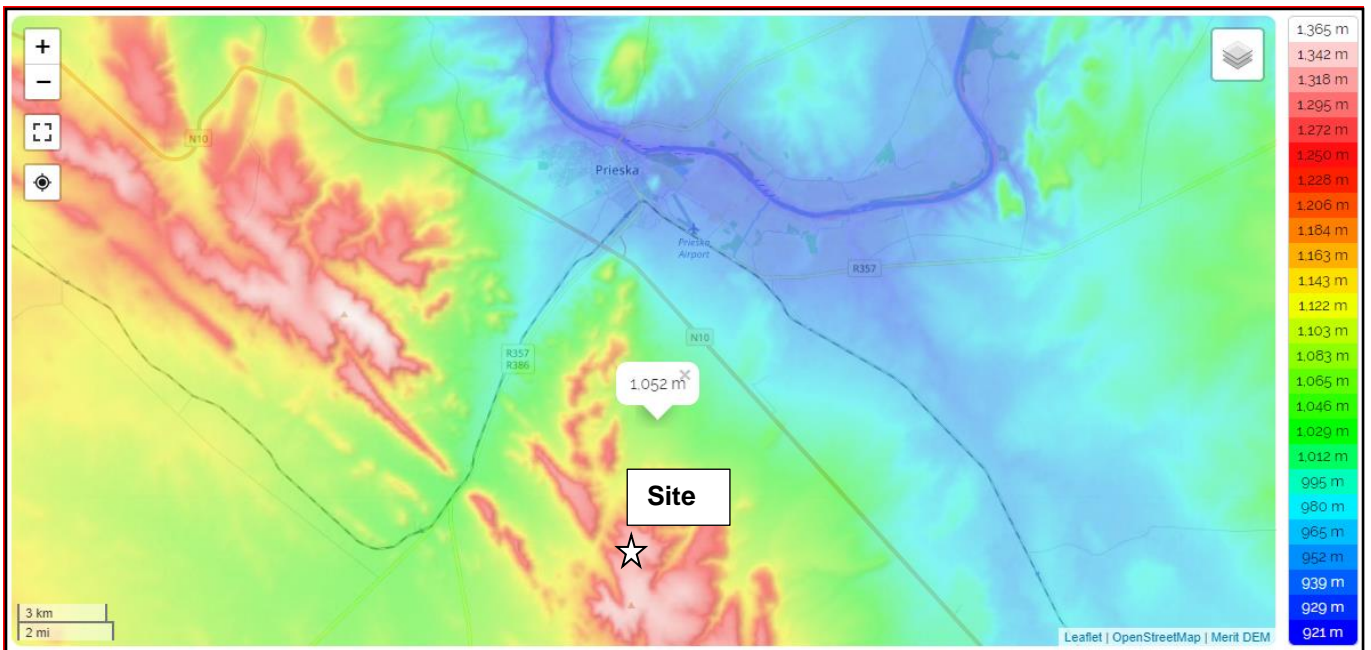 +
−
N10
Prieska
Prieska
Airport
R357
N10
R357
R386
1,052 m ×
Site
3 km
2 mi
Leaflet | OpenStreetMap | Merit DEM
1,365 m
1,342 m
1,318 m
1,295 m
1,272 m
1,250 m
1,228 m
1,206 m
1,184 m
1,163 m
1,143 m
1,122 m
1,103 m
1,083 m
1,065 m
1,046 m
1,029 m
1,012 m
995 m
980 m
965 m
952 m
939 m
929 m
921 m